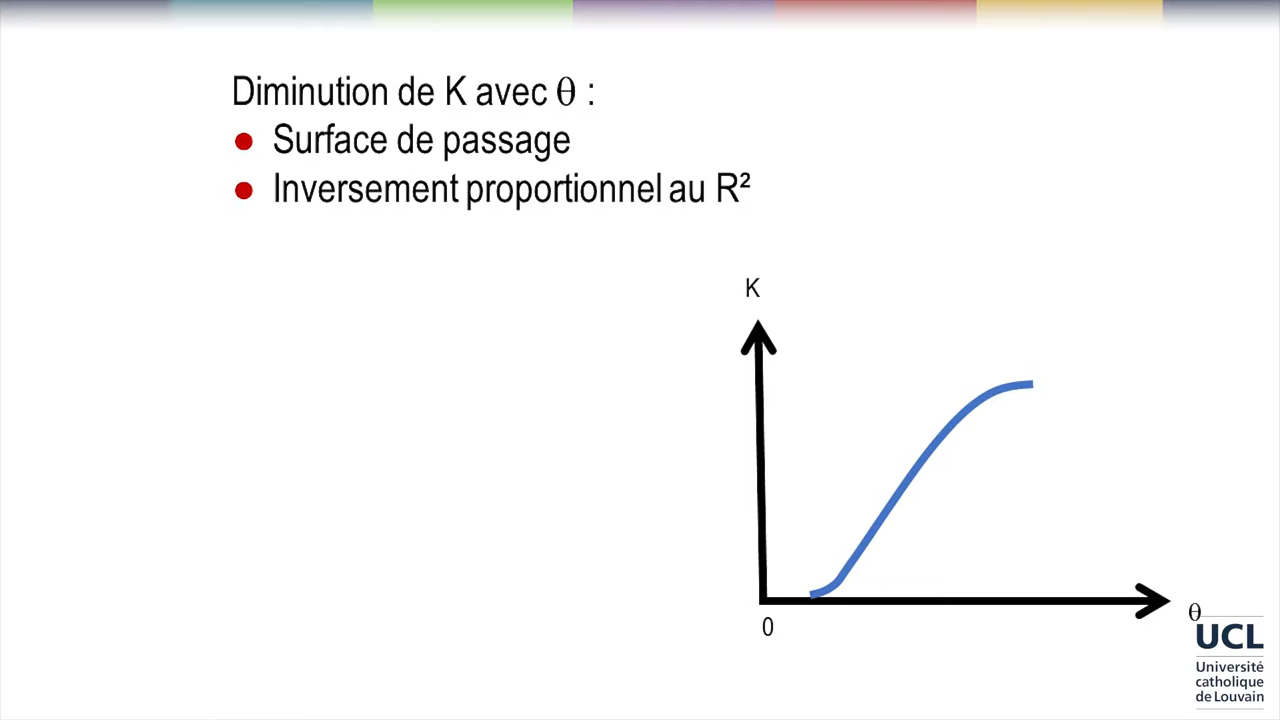 Diminution de K avec θ :
● Surface de passage
● Inversement proportionnel au R²
K
0
θ
UCL
Université
catholique
de Louvain